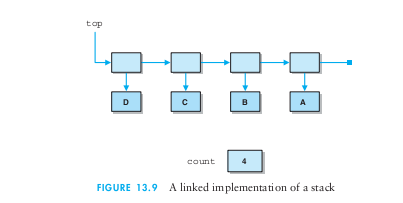 top
D C B A
count 4
FIGURE 13.9 A linked implementation of a stack